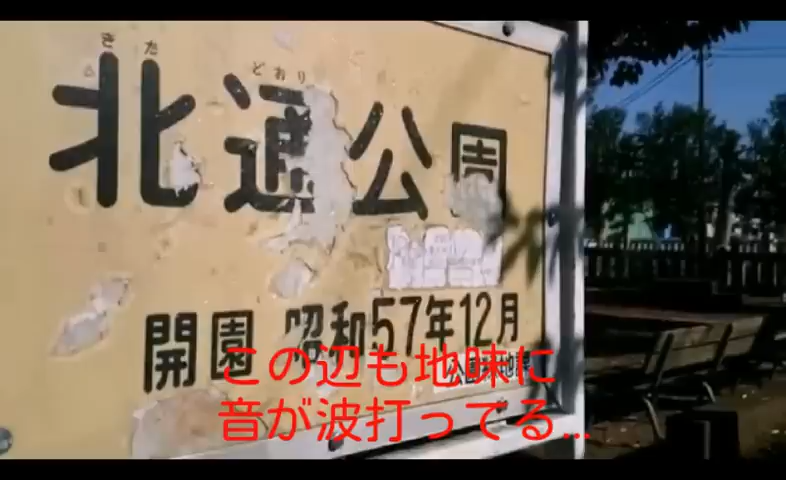 きた どおり
北通公園
開園 昭和57年12月
この辺も地味に
音が波打ってる...